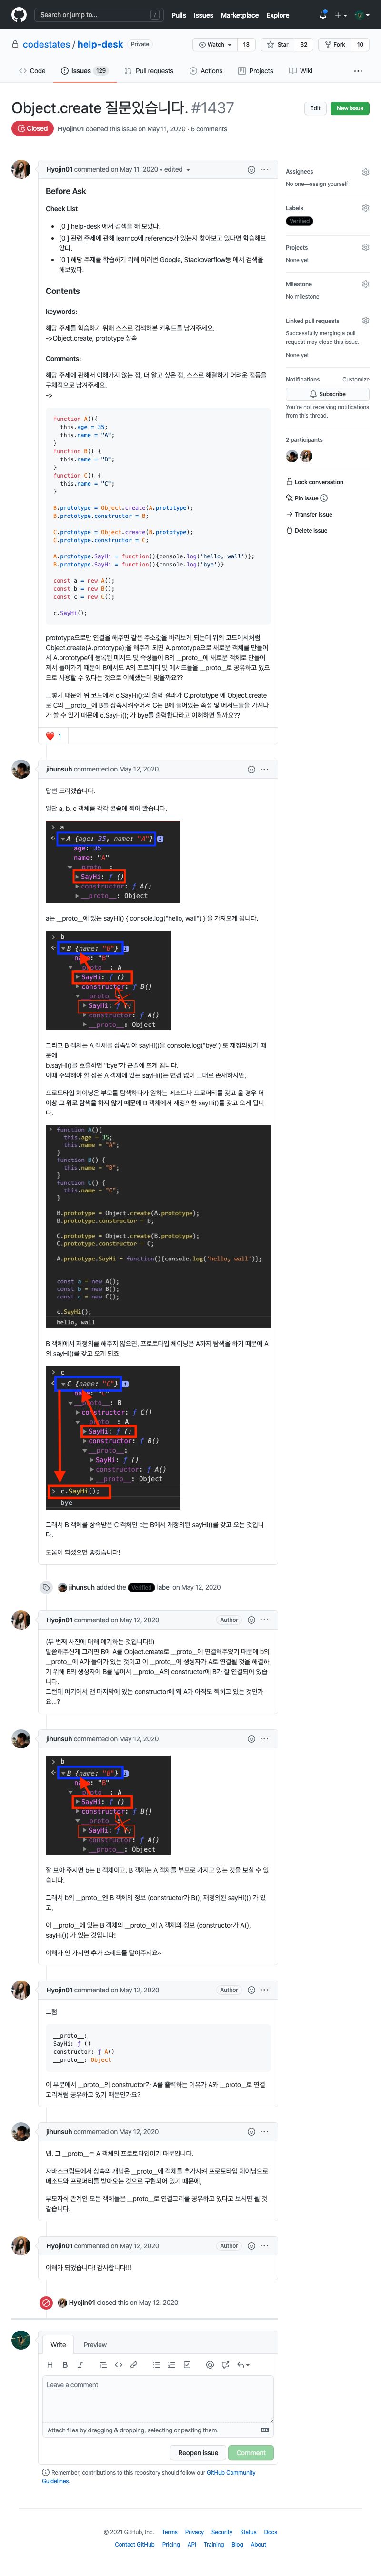 Search or jump to...
/
Pulls Issues Marketplace Explore
codestates / help-desk Private
Watch 13 Star 32 Fork 10
Code Issues 129 Pull requests Actions Projects Wiki
Object.create 질문있습니다. #1437
Edit New issue
Closed Hyojin01 opened this issue on May 11, 2020 · 6 comments
Hyojin01 commented on May 11, 2020 • edited
Before Ask
Check List
• [0 ] help-desk 에서 검색을 해 보았다.
• [0 ] 관련 주제에 관해 learnco에 reference가 있는지 찾아보고 있다면 학습해보
았다.
• [0 ] 해당 주제를 학습하기 위해 여러번 Google, Stackoverflow등 에서 검색을
해보았다.
Contents
keywords:
해당 주제를 학습하기 위해 스스로 검색해본 키워드를 남겨주세요.
->Object.create, prototype 상속
Comments:
해당 주제에 관해서 이해가지 않는 점, 더 알고 싶은 점, 스스로 해결하기 어려운 점등을
구체적으로 남겨주세요.
->
function A(){
this.age = 35;
this.name = "A";
}
function B() {
this.name = "B";
}
function C() {
this.name = "C";
}
B.prototype = Object.create(A.prototype);
B.prototype.constructor = B;
C.prototype = Object.create(B.prototype);
C.prototype.constructor = C;
A.prototype.SayHi = function(){console.log('hello, wall')};
B.prototype.SayHi = function(){console.log('bye')}
const a = new A();
const b = new B();
const c = new C();
c.SayHi();
prototype으로만 연결을 해주면 같은 주소값을 바라보게 되는데 위의 코드에서처럼
Object.create(A.prototype);을 해주게 되면 A.prototype으로 새로운 객체를 만들어
서 A.prototype에 등록된 메서드 및 속성들이 B의 __proto__에 새로운 객체로 만들어
져서 들어가기 때문에 B에서도 A의 프로퍼티 및 메서드들을 __proto__로 공유하고 있으
므로 사용할 수 있다는 것으로 이해했는데 맞을까요??
그렇기 때문에 위 코드에서 c.SayHi();의 출력 결과가 C.prototype 에 Object.create
로 C의 __proto__에 B를 상속시켜주어서 C는 B에 들어있는 속성 및 메서드들을 가져다
가 쓸 수 있기 때문에 c.SayHi(); 가 bye를 출력한다라고 이해하면 될까요??
1
jihunsuh commented on May 12, 2020
답변 드리겠습니다.
일단 a, b, c 객체를 각각 콘솔에 찍어 봤습니다.
> a
A {age: 35, name: "A"}
age: 35
name: "A"
__proto__:
SayHi: ƒ ()
constructor: ƒ A()
__proto__: Object
a는 __proto__에 있는 sayHi() { console.log("hello, wall") } 을 가져오게 됩니다.
> b
B {name: "B"}
name: "B"
__proto__: A
SayHi: ƒ ()
constructor: ƒ B()
__proto__:
SayHi: ƒ ()
constructor: ƒ A()
__proto__: Object
그리고 B 객체는 A 객체를 상속받아 sayHi()을 console.log("bye") 로 재정의했기 때
문에
b.sayHi()를 호출하면 "bye"가 콘솔에 뜨게 됩니다.
이때 주의해야 할 점은 A 객체에 있는 sayHi()는 변경 없이 그대로 존재하지만,
프로토타입 체이닝은 부모를 탐색하다가 원하는 메소드나 프로퍼티를 갖고 올 경우 더
이상 그 위로 탐색을 하지 않기 때문에 B 객체에서 재정의한 sayHi()를 갖고 오게 됩니
다.
> function A(){
this.age = 35;
this.name = "A";
}
function B() {
this.name = "B"
}
function C() {
this.name = "C"
}
B.prototype = Object.create(A.prototype);
B.prototype.constructor = B;
C.prototype = Object.create(B.prototype);
C.prototype.constructor = C;
A.prototype.SayHi = function(){console.log('hello, wall')};
const a = new A();
const b = new B();
const c = new C();
c.SayHi();
hello, wall
B 객체에서 재정의를 해주지 않으면, 프로토타입 체이닝은 A까지 탐색을 하기 때문에 A
의 sayHi()를 갖고 오게 되죠.
> c
C {name: "C"}
name: "C"
__proto__: B
constructor: ƒ C()
__proto__: A
SayHi: ƒ ()
constructor: ƒ B()
__proto__:
SayHi: ƒ ()
constructor: ƒ A()
__proto__: Object
> c.SayHi();
bye
그래서 B 객체를 상속받은 C 객체인 c는 B에서 재정의된 sayHi()를 갖고 오는 것입니
다.
도움이 되셨으면 좋겠습니다!
jihunsuh added the Verified label on May 12, 2020
Hyojin01 commented on May 12, 2020 Author
(두 번째 사진에 대해 얘기하는 것입니다!!)
말씀해주신게 그러면 B에 A를 Object.create로 __proto__에 연결해주었기 때문에 b의
__proto__에 A가 들어가 있는 것이고 이 __proto__에 생성자가 A로 연결될 것을 해결하
기 위해 B의 생성자에 B를 넣어서 __proto__A의 constructor에 B가 잘 연결되어 있습
니다.
그런데 여기에서 맨 마지막에 있는 constructor에 왜 A가 아직도 찍히고 있는 것인가
요...?
jihunsuh commented on May 12, 2020
> b
B {name: "B"}
name: "B"
__proto__: A
SayHi: ƒ ()
constructor: ƒ B()
__proto__:
SayHi: ƒ ()
constructor: ƒ A()
__proto__: Object
잘 보아 주시면 b는 B 객체이고, B 객체는 A 객체를 부모로 가지고 있는 것을 보실 수 있
습니다.
그래서 b의 __proto__엔 B 객체의 정보 (constructor가 B(), 재정의된 sayHi()) 가 있
고,
이 __proto__에 있는 B 객체의 __proto__에 A 객체의 정보 (constructor가 A(),
sayHi()) 가 있는 것입니다!
이해가 안 가시면 추가 스레드를 달아주세요~
Hyojin01 commented on May 12, 2020 Author
그럼
__proto__:
SayHi: ƒ ()
constructor: ƒ A()
__proto__: Object
이 부분에서 __proto__의 constructor가 A를 출력하는 이유가 A와 __proto__로 연결
고리처럼 공유하고 있기 때문인가요?
jihunsuh commented on May 12, 2020
넵. 그 __proto__는 A 객체의 프로토타입이기 때문입니다.
자바스크립트에서 상속의 개념은 __proto__에 객체를 추가시켜 프로토타입 체이닝으로
메소드와 프로퍼티를 받아오는 것으로 구현되어 있기 때문에,
부모자식 관계인 모든 객체들은 __proto__로 연결고리를 공유하고 있다고 보시면 될 것
같습니다.
Hyojin01 commented on May 12, 2020 Author
이해가 되었습니다! 감사합니다!!!
Hyojin01 closed this on May 12, 2020
Write Preview
H B I
Leave a comment
Attach files by dragging & dropping, selecting or pasting them.
Reopen issue Comment
Remember, contributions to this repository should follow our GitHub Community
Guidelines.
Assignees
No one—assign yourself
Labels
Verified
Projects
None yet
Milestone
No milestone
Linked pull requests
Successfully merging a pull
request may close this issue.
None yet
Notifications Customize
Subscribe
You're not receiving notifications
from this thread.
2 participants
Lock conversation
Pin issue
Transfer issue
Delete issue
© 2021 GitHub, Inc. Terms Privacy Security Status Docs
Contact GitHub Pricing API Training Blog About